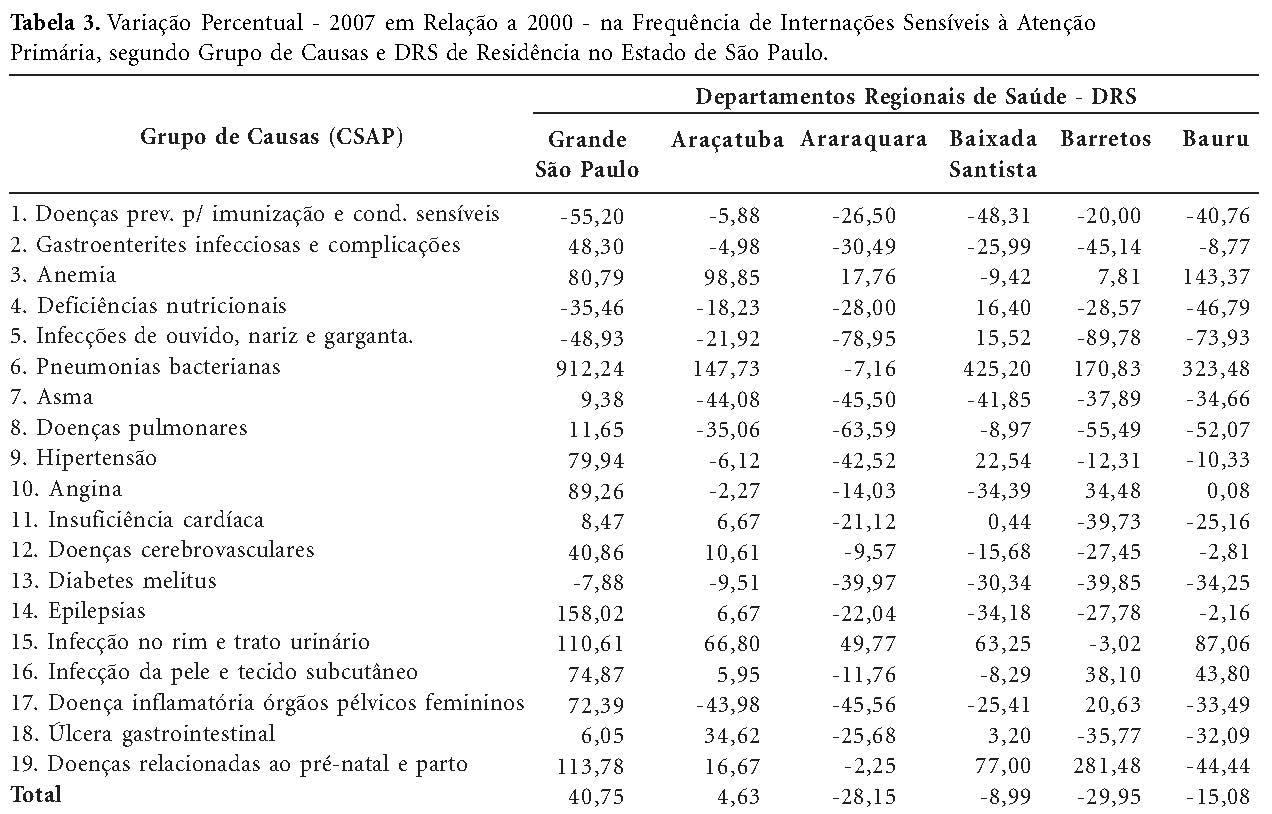 Tabela 3. Variação Percentual - 2007 em Relação a 2000 - na Frequência de Internações Sensíveis à Atenção
Primária, segundo Grupo de Causas e DRS de Residência no Estado de São Paulo.
Departamentos Regionais de Saúde - DRS
Grupo de Causas (CSAP) Grande São Paulo Araçatuba Araraquara Baixada Santista Barretos Bauru
1. Doenças prev. p/ imunização e cond. sensíveis -55,20 -5,88 -26,50 -48,31 -20,00 -40,76
2. Gastroenterites infecciosas e complicações 48,30 -4,98 -30,49 -25,99 -45,14 -8,77
3. Anemia 80,79 98,85 17,76 -9,42 7,81 143,37
4. Deficiências nutricionais -35,46 -18,23 -28,00 16,40 -28,57 -46,79
5. Infecções de ouvido, nariz e garganta. -48,93 -21,92 -78,95 15,52 -89,78 -73,93
6. Pneumonias bacterianas 912,24 147,73 -7,16 425,20 170,83 323,48
7. Asma 9,38 -44,08 -45,50 -41,85 -37,89 -34,66
8. Doenças pulmonares 11,65 -35,06 -63,59 -8,97 -55,49 -52,07
9. Hipertensão 79,94 -6,12 -42,52 22,54 -12,31 -10,33
10. Angina 89,26 -2,27 -14,03 -34,39 34,48 0,08
11. Insuficiência cardíaca 8,47 6,67 -21,12 0,44 -39,73 -25,16
12. Doenças cerebrovasculares 40,86 10,61 -9,57 -15,68 -27,45 -2,81
13. Diabetes melitus -7,88 -9,51 -39,97 -30,34 -39,85 -34,25
14. Epilepsias 158,02 6,67 -22,04 -34,18 -27,78 -2,16
15. Infecção no rim e trato urinário 110,61 66,80 49,77 63,25 -3,02 87,06
16. Infecção da pele e tecido subcutâneo 74,87 5,95 -11,76 -8,29 38,10 43,80
17. Doença inflamatória órgãos pélvicos femininos 72,39 -43,98 -45,56 -25,41 20,63 -33,49
18. Úlcera gastrointestinal 6,05 34,62 -25,68 3,20 -35,77 -32,09
19. Doenças relacionadas ao pré-natal e parto 113,78 16,67 -2,25 77,00 281,48 -44,44
Total 40,75 4,63 -28,15 -8,99 -29,95 -15,08